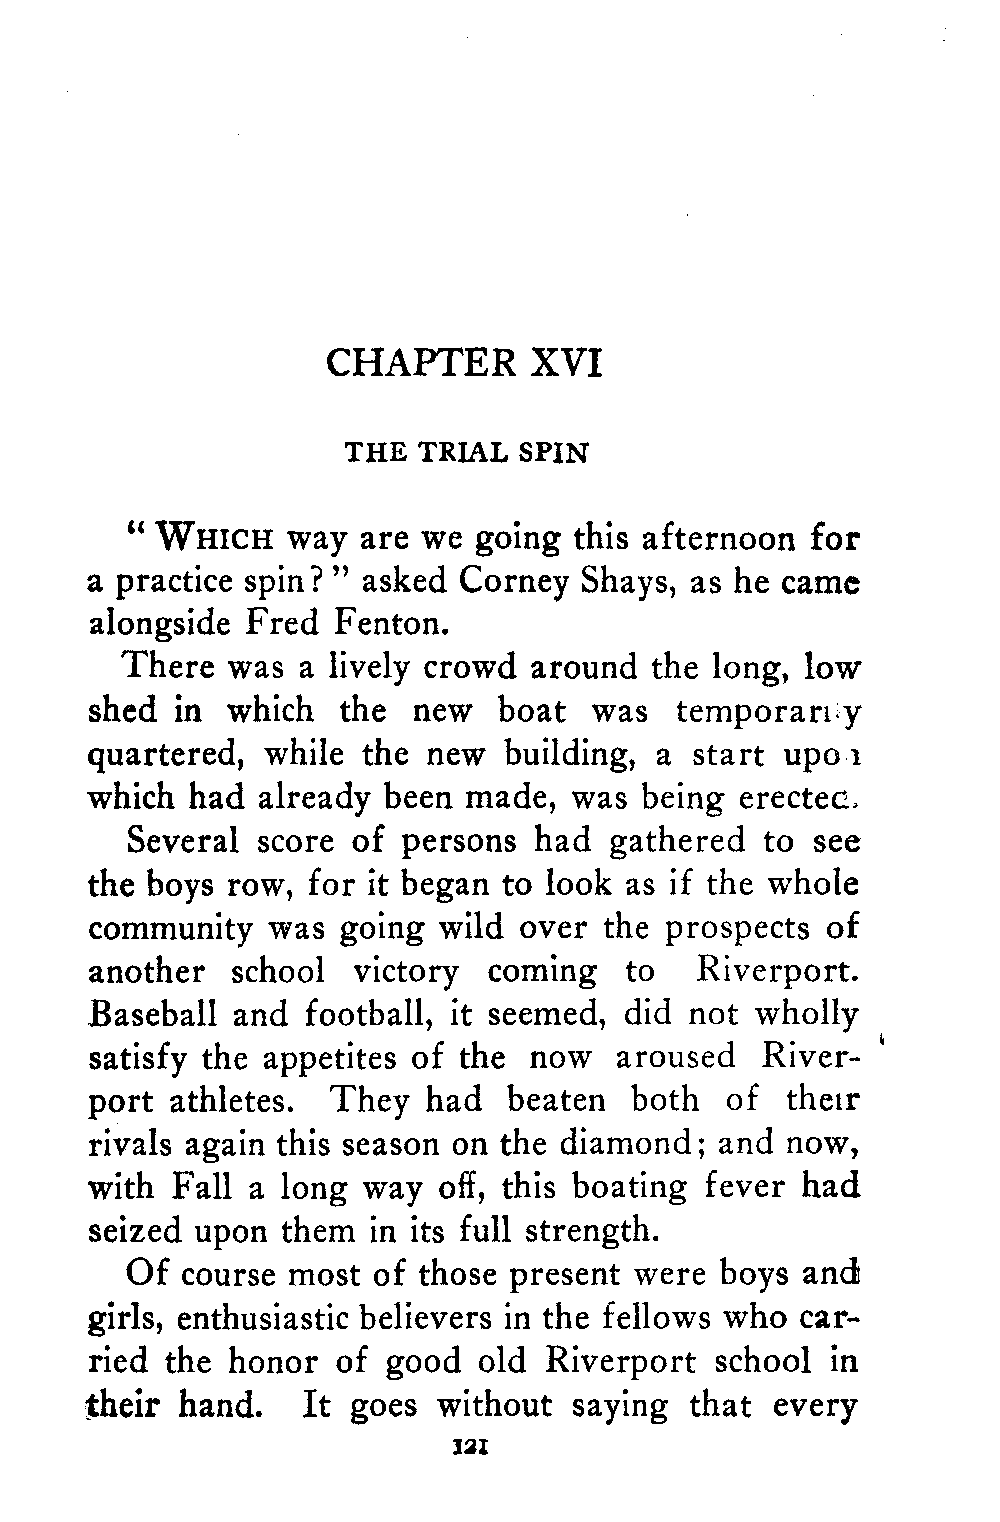 CHAPTER XVI
THE TRIAL SPIN
“ WHICH way are we going this afternoon for
a practice spin? ” asked Corney Shays, as he came
alongside Fred Fenton.
There was a lively crowd around the long, low
shed in which the new boat was temporarily
quartered, while the new building, a start upon
which had already been made, was being erected.
Several score of persons had gathered to see
the boys row, for it began to look as if the whole
community was going wild over the prospects of
another school victory coming to Riverport.
Baseball and football, it seemed, did not wholly
satisfy the appetites of the now aroused River-
port athletes. They had beaten both of their
rivals again this season on the diamond; and now,
with Fall a long way off, this boating fever had
seized upon them in its full strength.
Of course most of those present were boys and
girls, enthusiastic believers in the fellows who car-
ried the honor of good old Riverport school in
their hand. It goes without saying that every
121